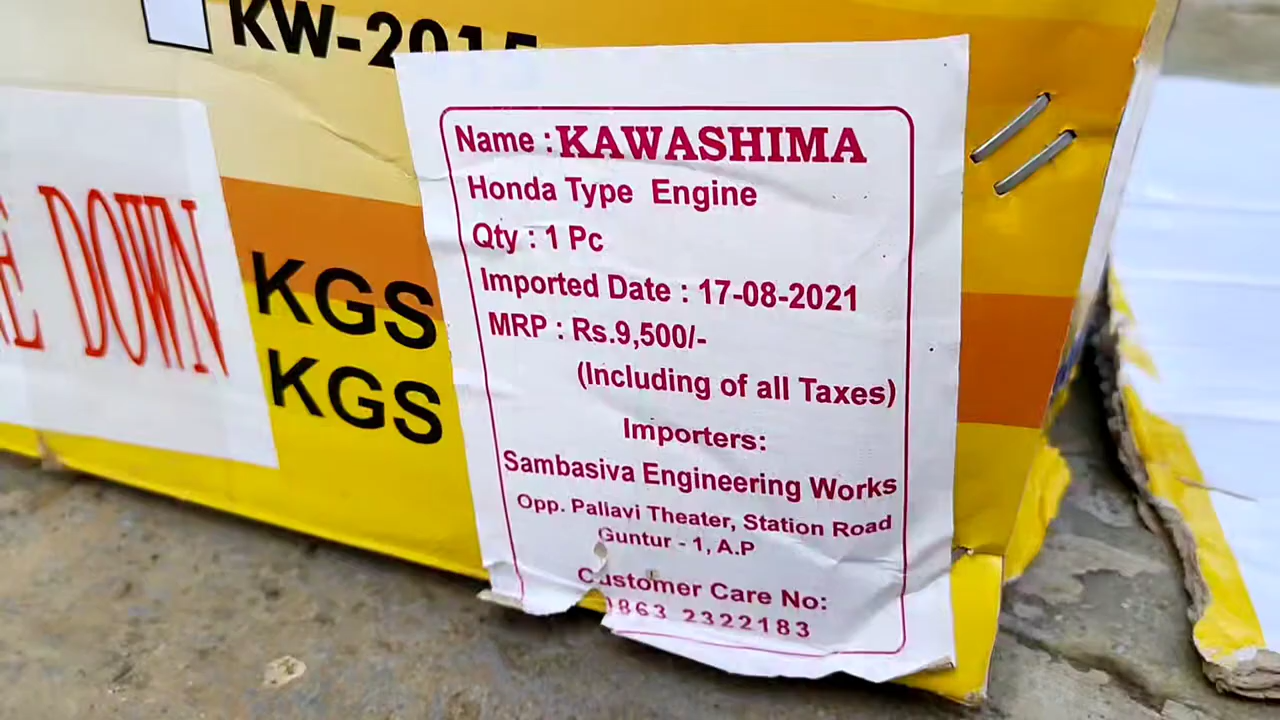 KW-2015
DOWN
KGS
KGS
Name : KAWASHIMA
Honda Type Engine
Qty : 1 Pc
Imported Date : 17-08-2021
MRP : Rs.9,500/-
(Including of all Taxes)
Importers:
Sambasiva Engineering Works
Opp. Pallavi Theater, Station Road
Guntur - 1, A.P
Customer Care No:
0863 2322183